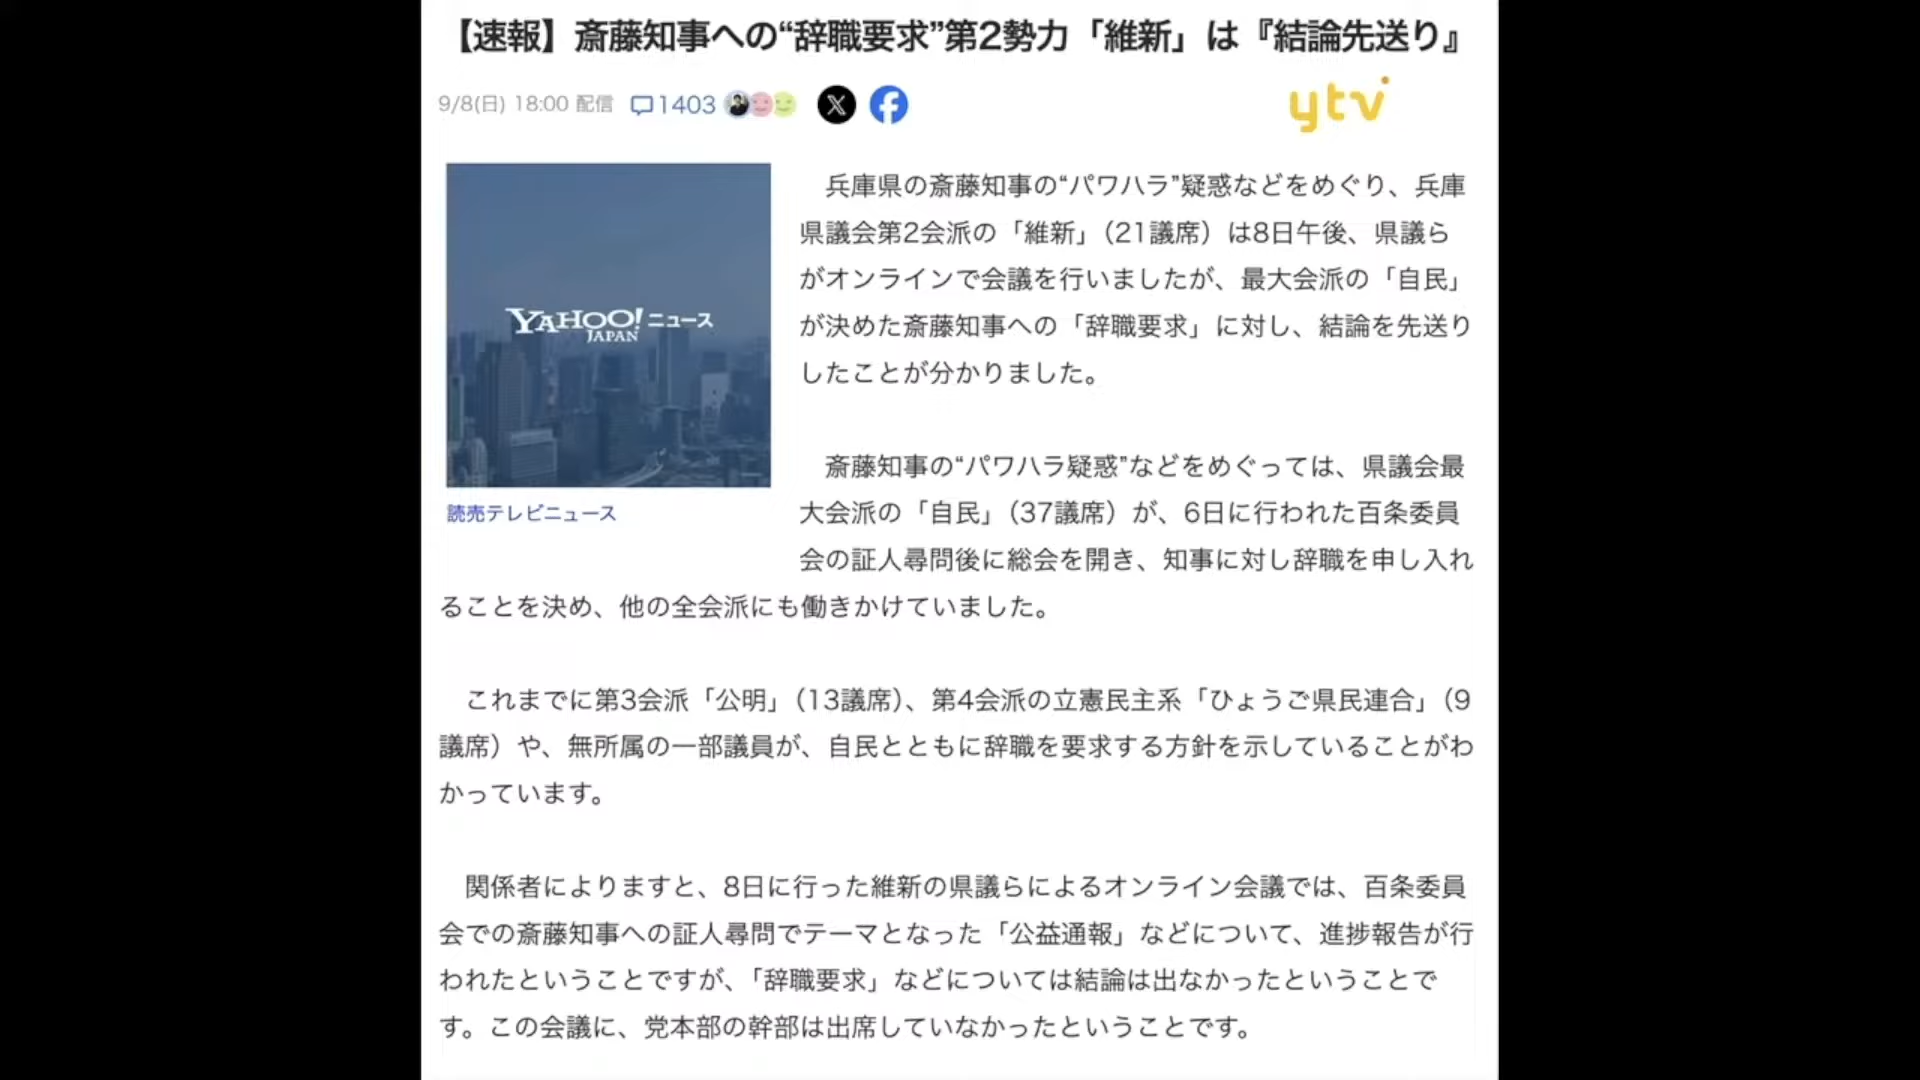 【速報】斎藤知事への“辞職要求”第2勢力「維新」は『結論先送り』
9/8(日) 18:00 配信 1403
ytv
YAHOO!ニュース
JAPAN
読売テレビニュース
兵庫県の斎藤知事の“パワハラ”疑惑などをめぐり、兵庫
県議会第2会派の「維新」（21議席）は8日午後、県議ら
がオンラインで会議を行いましたが、最大会派の「自民」
が決めた斎藤知事への「辞職要求」に対し、結論を先送り
したことが分かりました。
斎藤知事の“パワハラ疑惑”などをめぐっては、県議会最
大会派の「自民」（37議席）が、6日に行われた百条委員
会の証人尋問後に総会を開き、知事に対し辞職を申し入れ
ることを決め、他の全会派にも働きかけていました。
これまでに第3会派「公明」（13議席）、第4会派の立憲民主系「ひょうご県民連合」（9
議席）や、無所属の一部議員が、自民とともに辞職を要求する方針を示していることがわ
かっています。
関係者によりますと、8日に行った維新の県議らによるオンライン会議では、百条委員
会での斎藤知事への証人尋問でテーマとなった「公益通報」などについて、進捗報告が行
われたということですが、「辞職要求」などについては結論は出なかったということで
す。この会議に、党本部の幹部は出席していなかったということです。